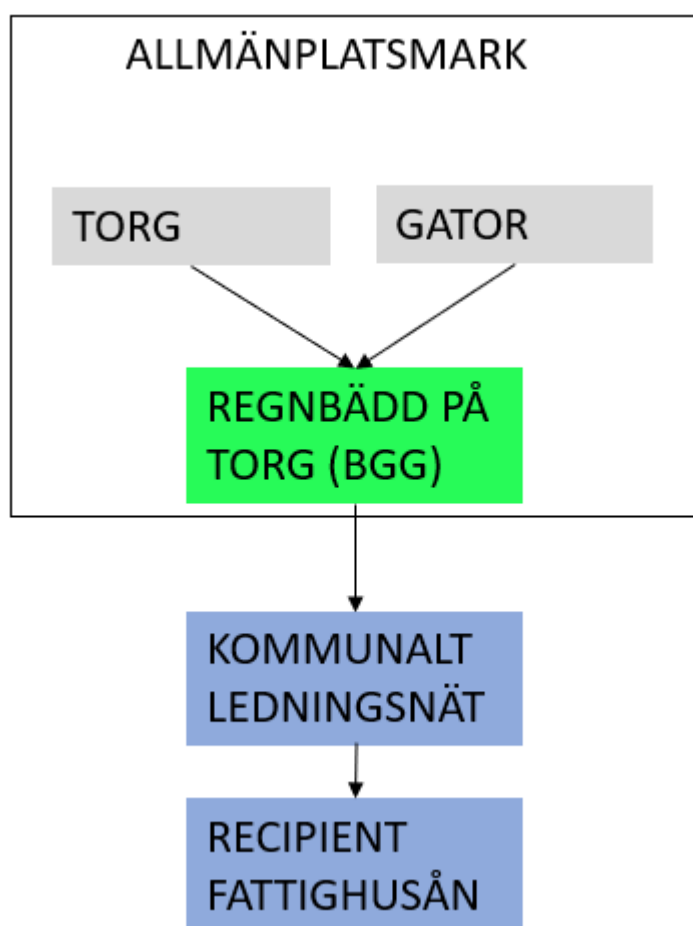 ALLMÄNPLATSMARK
TORG
GATOR
REGNBÄDD PÅ
TORG (BGG)
KOMMUNALT
LEDNINGSNÄT
RECIPIENT
FATTIGHUSÅN